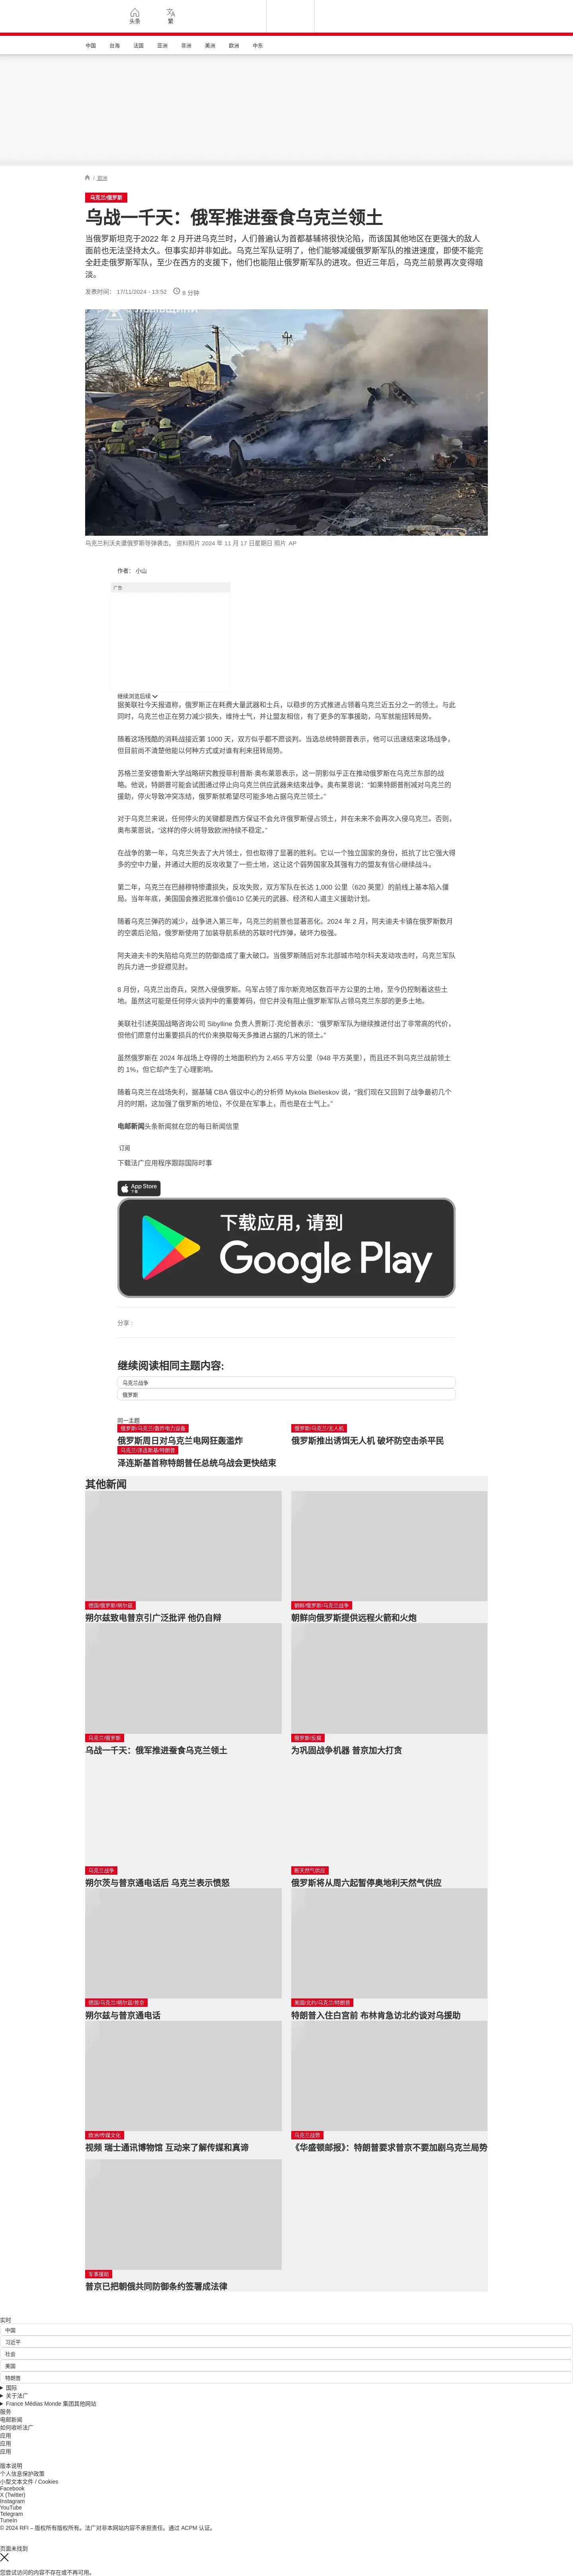 头条
繁
中国 台海 法国 亚洲 非洲 美洲 欧洲 中东
/ 欧洲
乌克兰/俄罗斯
乌战一千天：俄军推进蚕食乌克兰领土
当俄罗斯坦克于2022 年 2 月开进乌克兰时，人们普遍认为首都基辅将很快沦陷，而该国其他地区在更强大的敌人
面前也无法坚持太久。但事实却并非如此。乌克兰军队证明了，他们能够减缓俄罗斯军队的推进速度，即使不能完
全赶走俄罗斯军队，至少在西方的支援下，他们也能阻止俄罗斯军队的进攻。但近三年后，乌克兰前景再次变得暗
淡。
发表时间： 17/11/2024 - 13:52 8 分钟
乌克兰利沃夫遭俄罗斯导弹袭击。 资料照片 2024 年 11 月 17 日星期日 照片 AP
作者： 小山
广告
继续浏览后续
据美联社今天报道称，俄罗斯正在耗费大量武器和士兵，以稳步的方式推进占领着乌克兰近五分之一的领土。与此
同时，乌克兰也正在努力减少损失，维持士气，并让盟友相信，有了更多的军事援助，乌军就能扭转局势。
随着这场残酷的消耗战接近第 1000 天，双方似乎都不愿谈判。当选总统特朗普表示，他可以迅速结束这场战争，
但目前尚不清楚他能以何种方式或对谁有利来扭转局势。
苏格兰圣安德鲁斯大学战略研究教授菲利普斯·奥布莱恩表示，这一阴影似乎正在推动俄罗斯在乌克兰东部的战
略。他说，特朗普可能会试图通过停止向乌克兰供应武器来结束战争。奥布莱恩说：“如果特朗普削减对乌克兰的
援助，停火导致冲突冻结，俄罗斯就希望尽可能多地占据乌克兰领土。”
对于乌克兰来说，任何停火的关键都是西方保证不会允许俄罗斯侵占领土，并在未来不会再次入侵乌克兰。否则，
奥布莱恩说，“这样的停火将导致欧洲持续不稳定。”
在战争的第一年，乌克兰失去了大片领土，但也取得了显著的胜利。它以一个独立国家的身份，抵抗了比它强大得
多的空中力量，并通过大胆的反攻收复了一些土地，这让这个弱势国家及其强有力的盟友有信心继续战斗。
第二年，乌克兰在巴赫穆特惨遭损失，反攻失败，双方军队在长达 1,000 公里（620 英里）的前线上基本陷入僵
局。当年年底，美国国会推迟批准价值610 亿美元的武器、经济和人道主义援助计划。
随着乌克兰弹药的减少，战争进入第三年，乌克兰的前景也显著恶化。2024 年 2 月，阿夫迪夫卡镇在俄罗斯数月
的空袭后沦陷，俄罗斯使用了加装导航系统的苏联时代炸弹，破坏力极强。
阿夫迪夫卡的失陷给乌克兰的防御造成了重大破口。当俄罗斯随后对东北部城市哈尔科夫发动攻击时，乌克兰军队
的兵力进一步捉襟见肘。
8 月份，乌克兰出奇兵，突然入侵俄罗斯。乌军占领了库尔斯克地区数百平方公里的土地，至今仍控制着这些土
地。虽然这可能是任何停火谈判中的重要筹码，但它并没有阻止俄罗斯军队占领乌克兰东部的更多土地。
美联社引述英国战略咨询公司 Sibylline 负责人贾斯汀·克伦普表示：“俄罗斯军队为继续推进付出了非常高的代价，
但他们愿意付出重要损兵的代价来换取每天多推进占据的几米的领土。”
虽然俄罗斯在 2024 年战场上夺得的土地面积约为 2,455 平方公里（948 平方英里），而且还不到乌克兰战前领土
的 1%，但它却产生了心理影响。
随着乌克兰在战场失利，据基辅 CBA 倡议中心的分析师 Mykola Bielieskov 说，“我们现在又回到了战争最初几个
月的时期，这加强了俄罗斯的地位，不仅是在军事上，而也是在士气上。”
电邮新闻头条新闻就在您的每日新闻信里
订阅
下载法广应用程序跟踪国际时事
App Store
下载
下载应用，请到
Google Play
分享 :
继续阅读相同主题内容:
乌克兰战争
俄罗斯
同一主题
俄罗斯/乌克兰/轰炸电力设备
俄罗斯周日对乌克兰电网狂轰滥炸
俄罗斯/乌克兰/无人机
俄罗斯推出诱饵无人机 破坏防空击杀平民
乌克兰/泽连斯基/特朗普
泽连斯基首称特朗普任总统乌战会更快结束
其他新闻
德国/俄罗斯/朔尔兹
朔尔兹致电普京引广泛批评 他仍自辩
朝鲜/俄罗斯/乌克兰战争
朝鲜向俄罗斯提供远程火箭和火炮
乌克兰/俄罗斯
乌战一千天：俄军推进蚕食乌克兰领土
俄罗斯/反腐
为巩固战争机器 普京加大打贪
乌克兰战争
朔尔茨与普京通电话后 乌克兰表示愤怒
断天然气供应
俄罗斯将从周六起暂停奥地利天然气供应
德国/乌克兰/朔尔兹/普京
朔尔兹与普京通电话
美国/北约/乌克兰/特朗普
特朗普入住白宫前 布林肯急访北约谈对乌援助
欧洲/传媒文化
视频 瑞士通讯博物馆 互动来了解传媒和真谛
乌克兰战势
《华盛顿邮报》：特朗普要求普京不要加剧乌克兰局势
军事援助
普京已把朝俄共同防御条约签署成法律
实时
中国
习近平
社会
美国
特朗普
国际
关于法广
France Médias Monde 集团其他网站
服务
电邮新闻
如何收听法广
应用
应用
应用
版本说明
个人信息保护政策
小型文本文件 / Cookies
Facebook
X (Twitter)
Instagram
YouTube
Telegram
TuneIn
© 2024 RFI – 版权所有版权所有。法广对非本网站内容不承担责任。通过 ACPM 认证。
页面未找到
您尝试访问的内容不存在或不再可用。